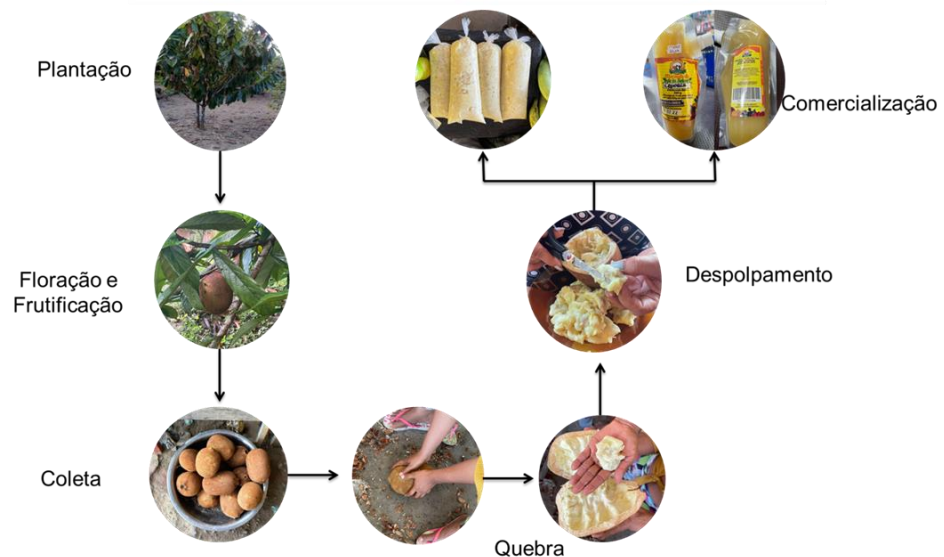 Plantação
Comercialização
Floração e
Frutificação
Despolpamento
Coleta
Quebra